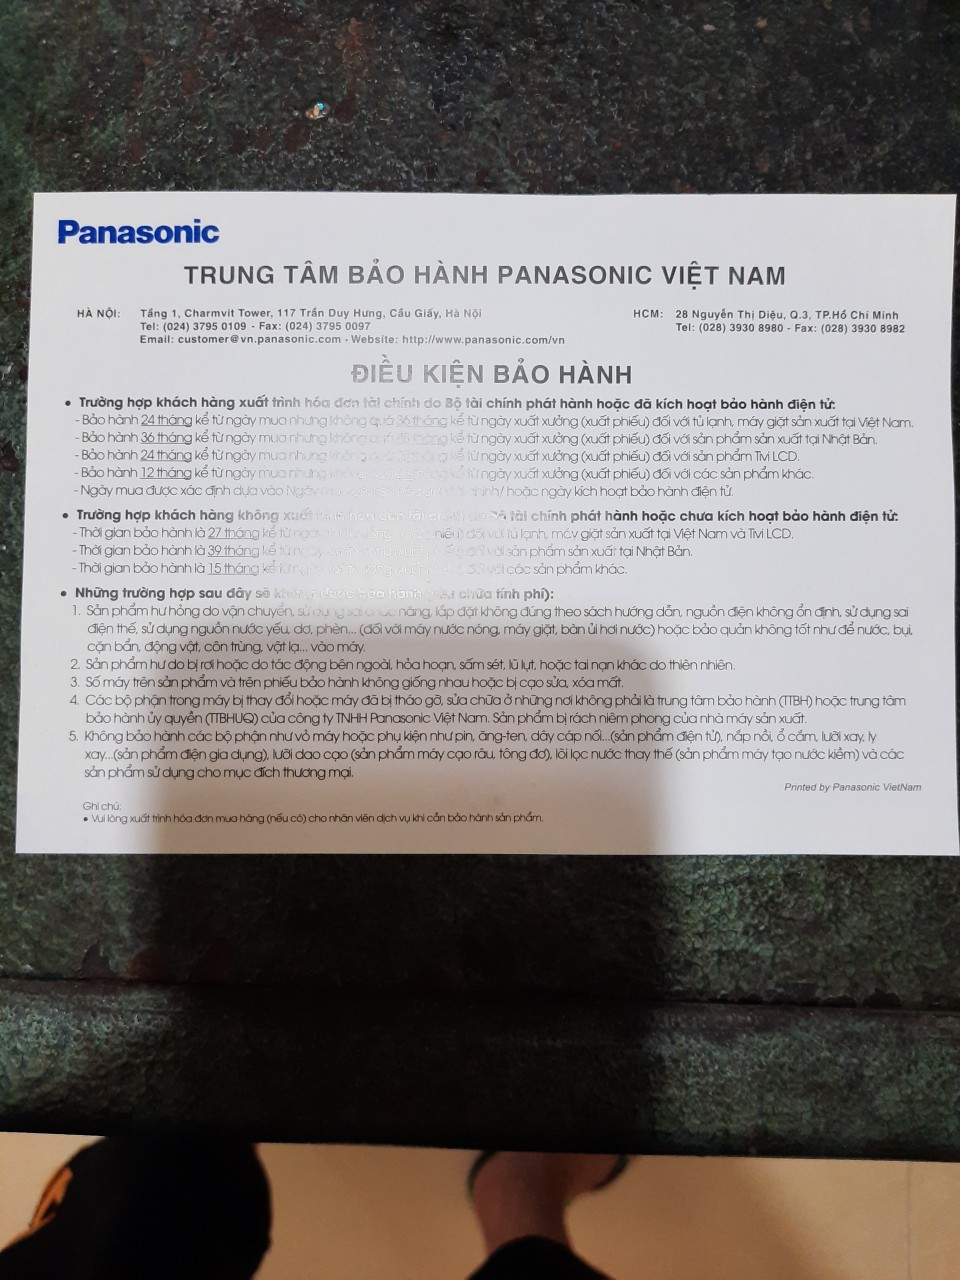 Panasonic
TRUNG TÂM BẢO HÀNH PANASONIC VIỆT NAM
HÀ NỘI: Tầng 1, Charmvit Tower, 117 Trần Duy Hưng, Cầu Giấy, Hà Nội
Tel: (024) 3795 0109 - Fax: (024) 3795 0097
Email: customer@vn.panasonic.com - Website: http://www.panasonic.com/vn
HCM: 28 Nguyễn Thị Diệu, Q.3, TP.Hồ Chí Minh
Tel: (028) 3930 8980 - Fax: (028) 3930 8982
ĐIỀU KIỆN BẢO HÀNH
• Trường hợp khách hàng xuất trình hóa đơn tài chính do Bộ tài chính phát hành hoặc đã kích hoạt bảo hành điện tử:
- Bảo hành 24 tháng kể từ ngày mua nhưng không quá 36 tháng kể từ ngày xuất xưởng (xuất phiếu) đối với tủ lạnh, máy giặt sản xuất tại Việt Nam.
- Bảo hành 36 tháng kể từ ngày mua nhưng không quá tháng kể từ ngày xuất xưởng (xuất phiếu) đối với sản phẩm sản xuất tại Nhật Bản.
- Bảo hành 24 tháng kể từ ngày mua nhưng không kể từ ngày xuất xưởng (xuất phiếu) đối với sản phẩm Tivi LCD.
- Bảo hành 12 tháng kể từ ngày mua nhưng không kể từ ngày xuất xưởng (xuất phiếu) đối với các sản phẩm khác.
- Ngày mua được xác định dựa vào hoặc ngày kích hoạt bảo hành điện tử.
• Trường hợp khách hàng không xuất Bộ tài chính phát hành hoặc chưa kích hoạt bảo hành điện tử:
- Thời gian bảo hành là 27 tháng kể từ đối với tủ lạnh, máy giặt sản xuất tại Việt Nam và Tivi LCD.
- Thời gian bảo hành là 39 tháng kể từ đối với sản phẩm sản xuất tại Nhật Bản.
- Thời gian bảo hành là 15 tháng kể từ đối với các sản phẩm khác.
• Những trường hợp sau đây sẽ không được bảo hành chữa tính phí):
1. Sản phẩm hư hỏng do vận chuyển, sử dụng sai chức năng, lắp đặt không đúng theo sách hướng dẫn, nguồn điện không ổn định, sử dụng sai
điện thế, sử dụng nguồn nước yếu, dơ, phèn... (đối với máy nước nóng, máy giặt, bàn ủi hơi nước) hoặc bảo quản không tốt như để nước, bụi,
cặn bẩn, động vật, côn trùng, vật lạ... vào máy.
2. Sản phẩm hư do bị rơi hoặc do tác động bên ngoài, hỏa hoạn, sấm sét, lũ lụt, hoặc tai nạn khác do thiên nhiên.
3. Số máy trên sản phẩm và trên phiếu bảo hành không giống nhau hoặc bị cạo sửa, xóa mất.
4. Các bộ phận trong máy bị thay đổi hoặc máy đã bị tháo gỡ, sửa chữa ở những nơi không phải là trung tâm bảo hành (TTBH) hoặc trung tâm
bảo hành ủy quyền (TTBHUQ) của công ty TNHH Panasonic Việt Nam. Sản phẩm bị rách niêm phong của nhà máy sản xuất.
5. Không bảo hành các bộ phận như vỏ máy hoặc phụ kiện như pin, ăng-ten, dây cáp nối...(sản phẩm điện tử), nắp nồi, ổ cắm, lưỡi xay, ly
xay...(sản phẩm điện gia dụng), lưỡi dao cạo (sản phẩm máy cạo râu, tông đơ), lõi lọc nước thay thế (sản phẩm máy tạo nước kiềm) và các
sản phẩm sử dụng cho mục đích thương mại.
Printed by Panasonic VietNam
Ghi chú:
• Vui lòng xuất trình hóa đơn mua hàng (nếu có) cho nhân viên dịch vụ khi cần bảo hành sản phẩm.